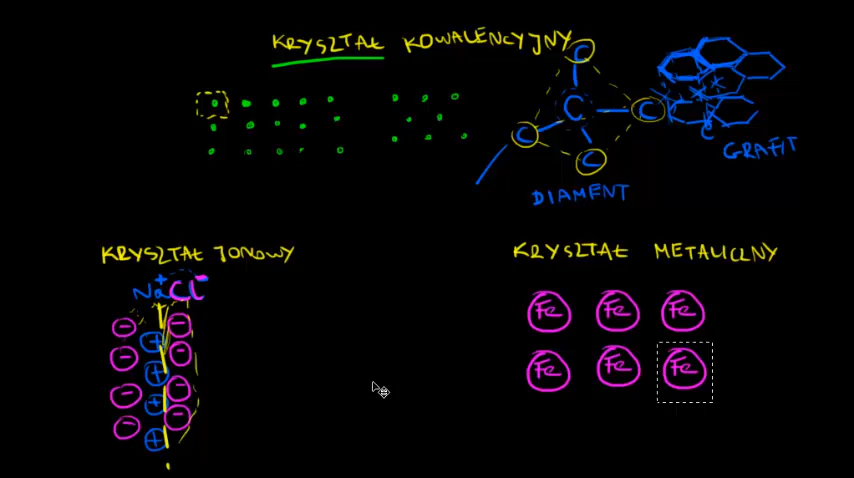 KRYSZTAŁ KOWALENCYJNY
C
C
C
C
C
C
GRAFIT
DIAMENT
KRYSZTAŁ JONOWY
KRYSZTAŁ METALICZNY
Na+Cl-
- -
+
- -
+
- + -
- -
+
Fe Fe Fe
Fe Fe Fe